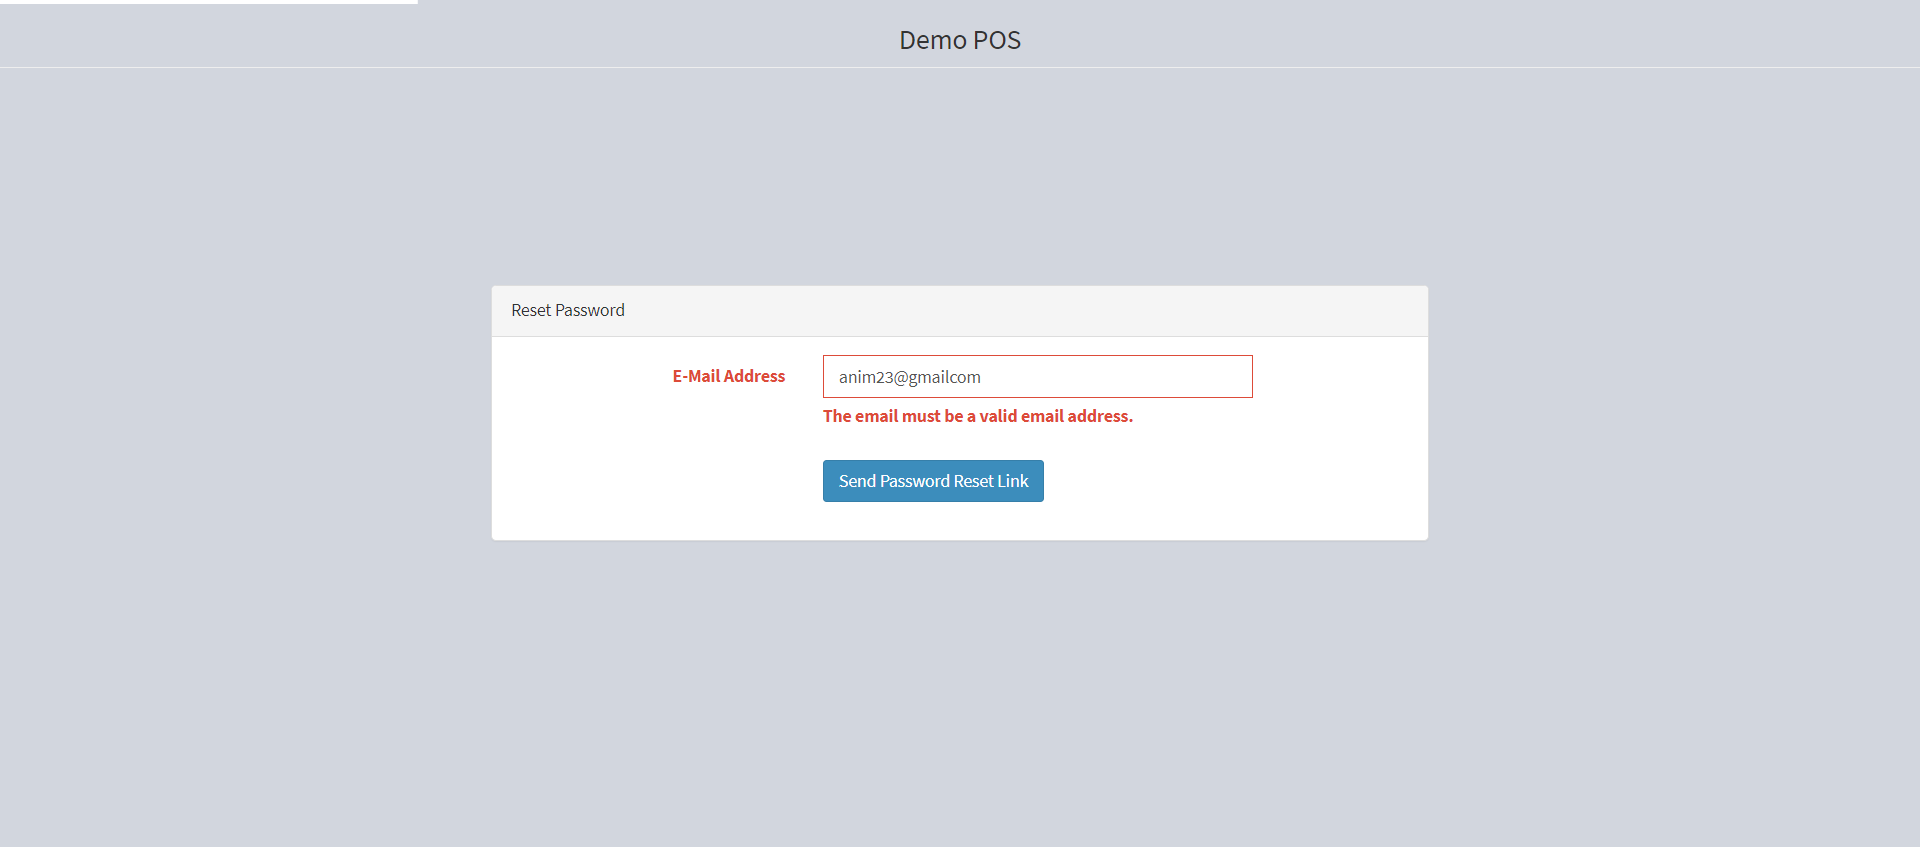 Demo POS
Reset Password
E-Mail Address
anim23@gmailcom
The email must be a valid email address.
Send Password Reset Link